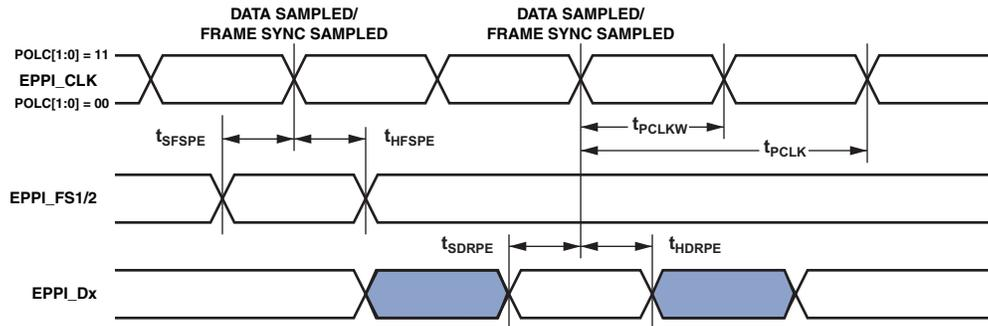 DATA SAMPLED/
FRAME SYNC SAMPLED
DATA SAMPLED/
FRAME SYNC SAMPLED
POLC[1:0] = 11
EPPI_CLK
POLC[1:0] = 00
tSFSPE
tHFSPE
tPCLKW
tPCLK
EPPI_FS1/2
tSDRPE
tHDRPE
EPPI_Dx